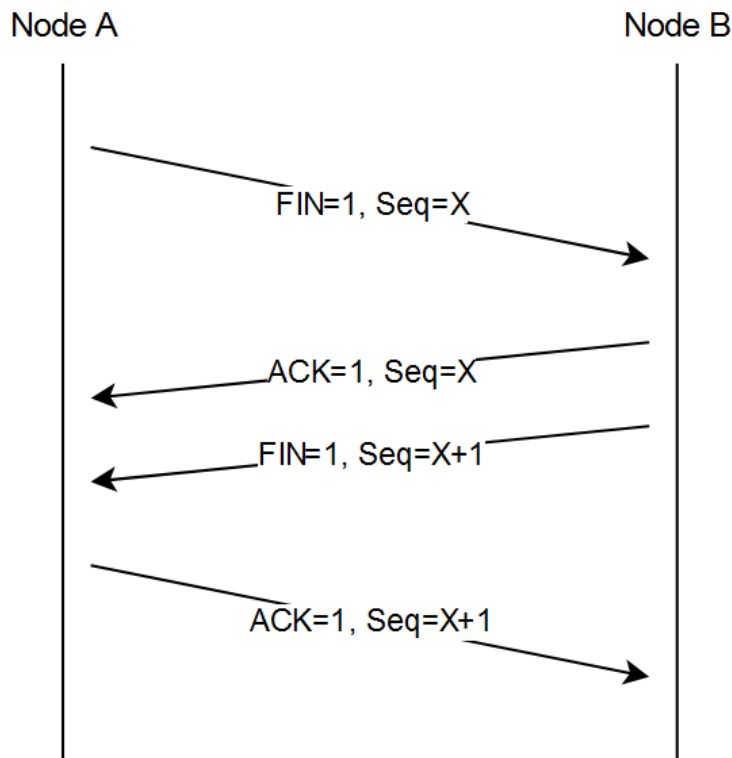 Node A
Node B
FIN=1, Seq=X
ACK=1, Seq=X
FIN=1, Seq=X+1
ACK=1, Seq=X+1